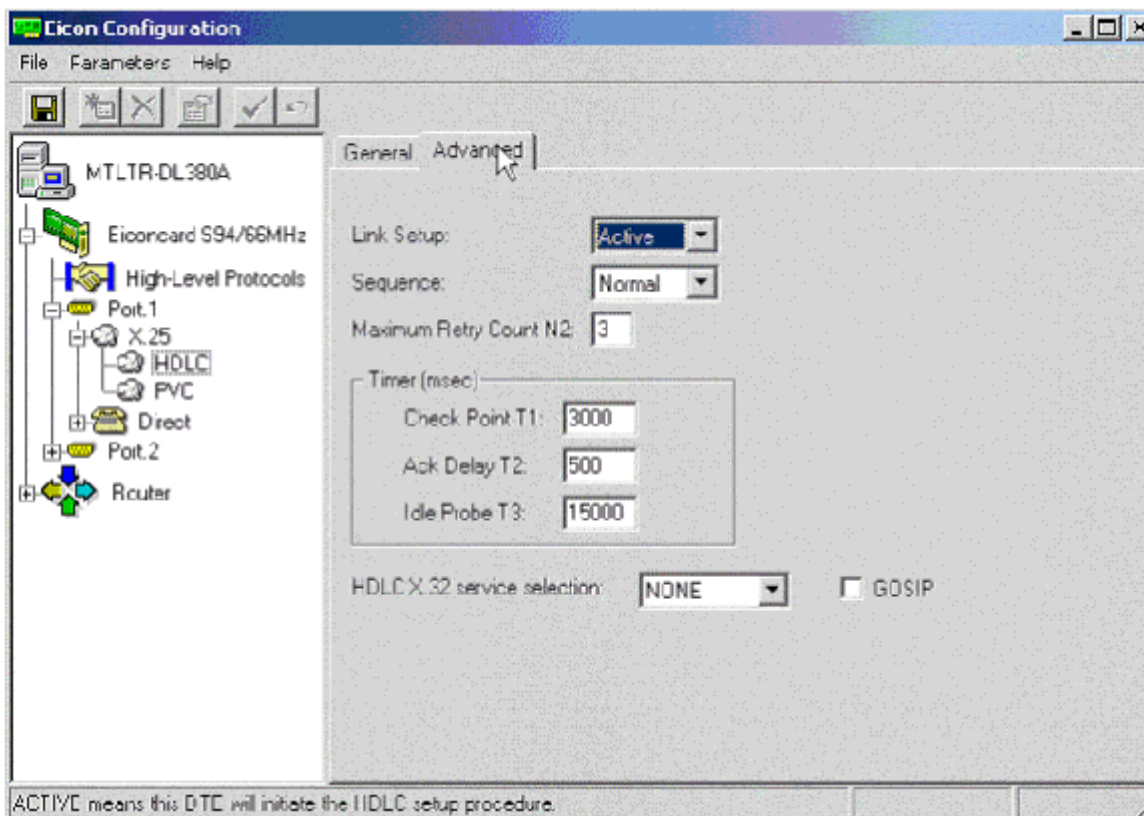 Eicon Configuration
File Parameters Help
MTLTR-DL380A
Eiconcard S94/66MHz
High-Level Protocols
Port.1
X.25
HDLC
PVC
Direct
Port.2
Router
General Advanced
Link Setup: Active
Sequence: Normal
Maximum Retry Count N2: 3
Timer (msec)
Check Point T1: 3000
Ack Delay T2: 500
Idle Probe T3: 15000
HDLC X.32 service selection: NONE GOSIP
ACTIVE means this DTE will initiate the HDLC setup procedure.